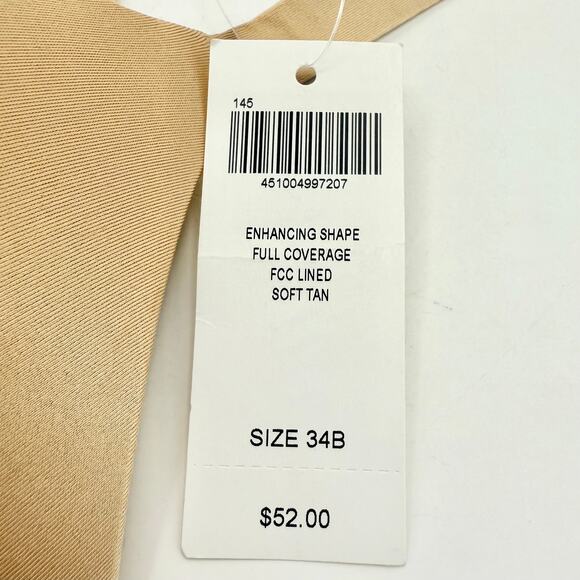 145
451004997207
ENHANCING SHAPE
FULL COVERAGE
FCC LINED
SOFT TAN
SIZE 34B
$52.00